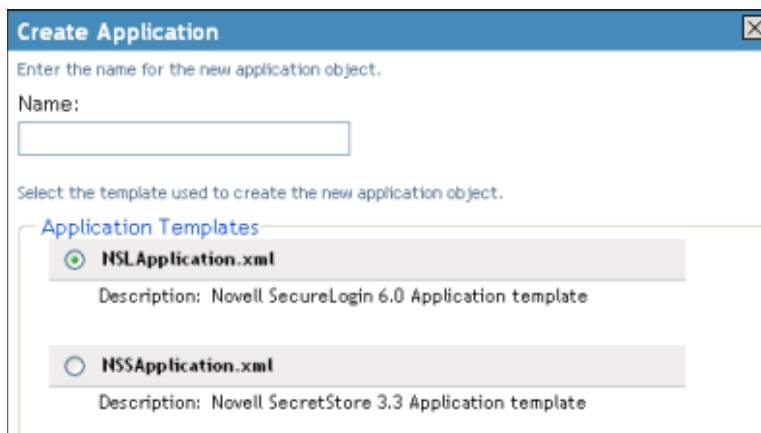 Create Application
Enter the name for the new application object.
Name:
Select the template used to create the new application object.
Application Templates
NSLApplication.xml
Description: Novell SecureLogin 6.0 Application template
NSSApplication.xml
Description: Novell SecretStore 3.3 Application template